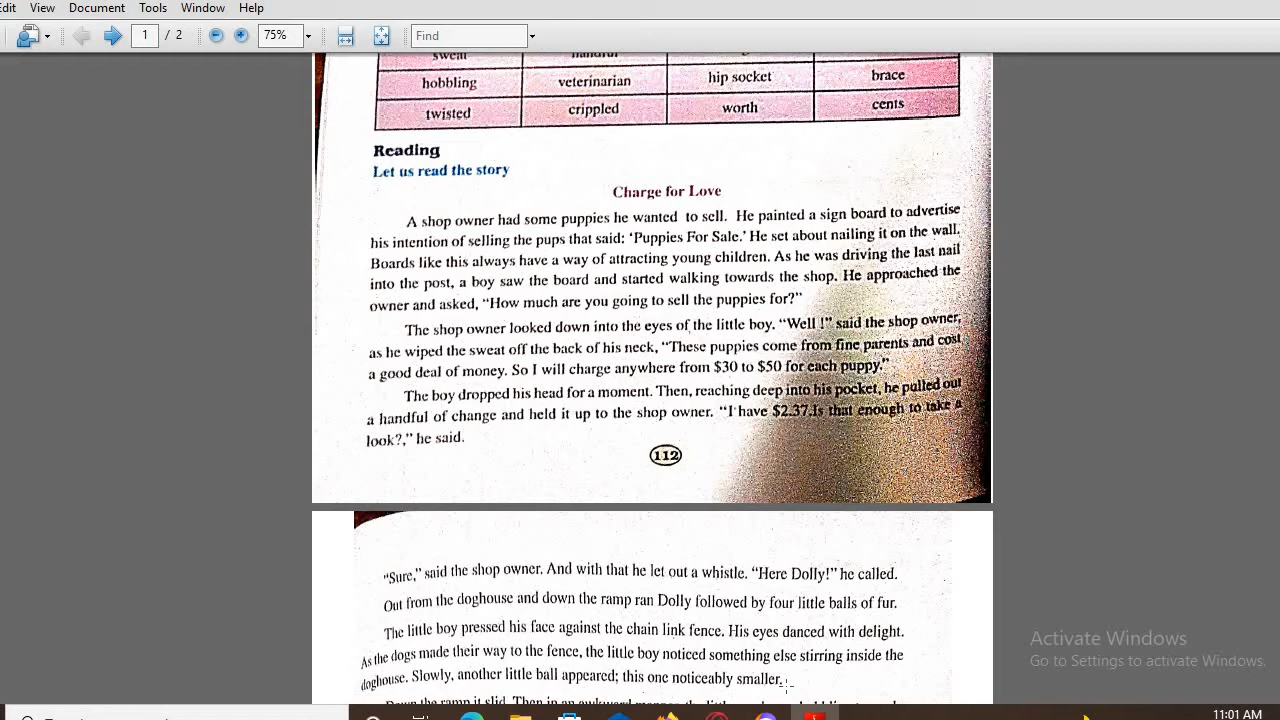 Edit View Document Tools Window Help
1 / 2 75% Find
sweat handful
hobbling veterinarian hip socket brace
twisted crippled worth cents
Reading
Let us read the story
Charge for Love
A shop owner had some puppies he wanted to sell. He painted a sign board to advertise
his intention of selling the pups that said: ‘Puppies For Sale.’ He set about nailing it on the wall.
Boards like this always have a way of attracting young children. As he was driving the last nail
into the post, a boy saw the board and started walking towards the shop. He approached the
owner and asked, “How much are you going to sell the puppies for?”
The shop owner looked down into the eyes of the little boy. “Well !” said the shop owner,
as he wiped the sweat off the back of his neck, “These puppies come from fine parents and cost
a good deal of money. So I will charge anywhere from $30 to $50 for each puppy.”
The boy dropped his head for a moment. Then, reaching deep into his pocket, he pulled out
a handful of change and held it up to the shop owner. “I have $2.37.Is that enough to take a
look?,” he said.
112
“Sure,” said the shop owner. And with that he let out a whistle. “Here Dolly!” he called.
Out from the doghouse and down the ramp ran Dolly followed by four little balls of fur.
The little boy pressed his face against the chain link fence. His eyes danced with delight.
As the dogs made their way to the fence, the little boy noticed something else stirring inside the
doghouse. Slowly, another little ball appeared; this one noticeably smaller.
Down the ramp it slid. Then in an awkward manner the little
Activate Windows
Go to Settings to activate Windows.
11:01 AM